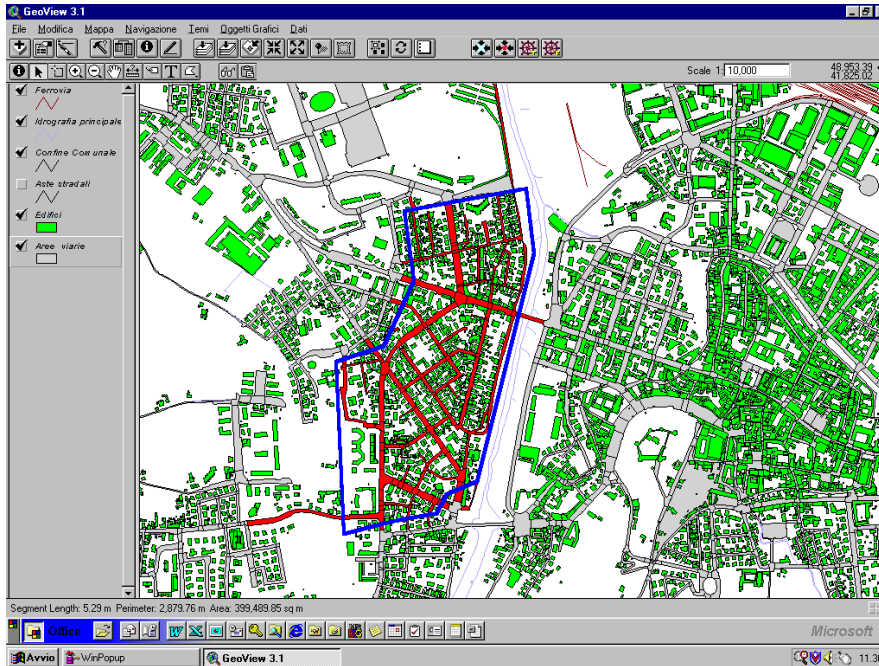 GeoView 3.1
File Modifica Mappa Navigazione Temi Oggetti Grafici Dati
Scale 1: 10,000
48,953.39
41,825.02
Ferrovia
Idrografia principale
Confine Comunale
Aste stradali
Edifici
Aree viarie
Segment Length: 5.29 m Perimeter: 2,879.76 m Area: 399,489.85 sq m
Office
Microsoft
Avvio WinPopup GeoView 3.1